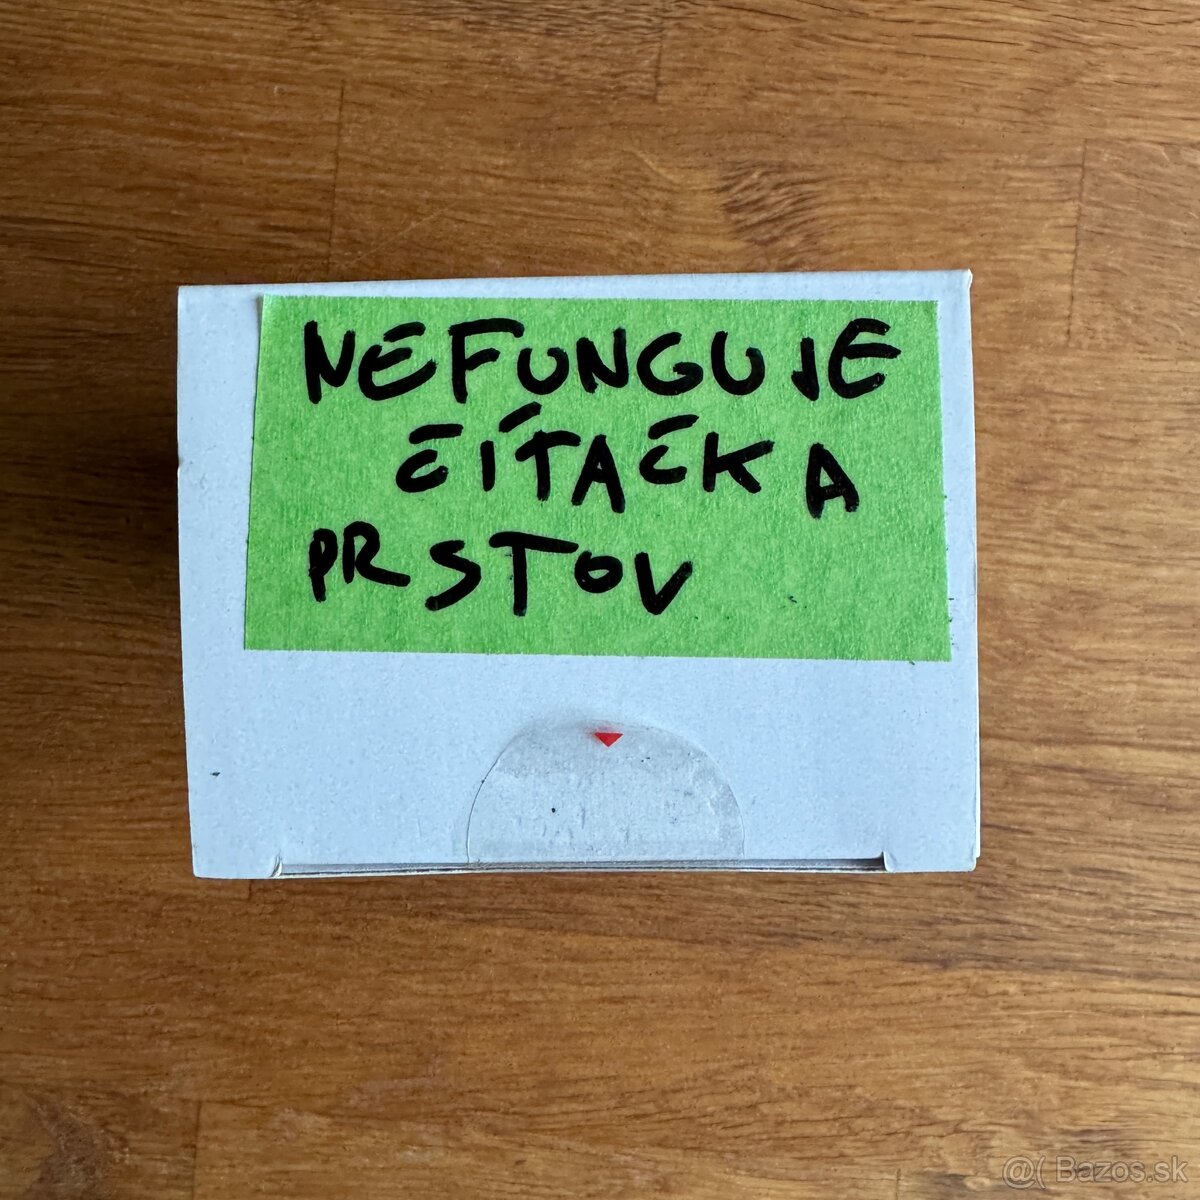 NEFUNGUJE
ČÍTAČKA
PRSTOV
@( Bazos.sk